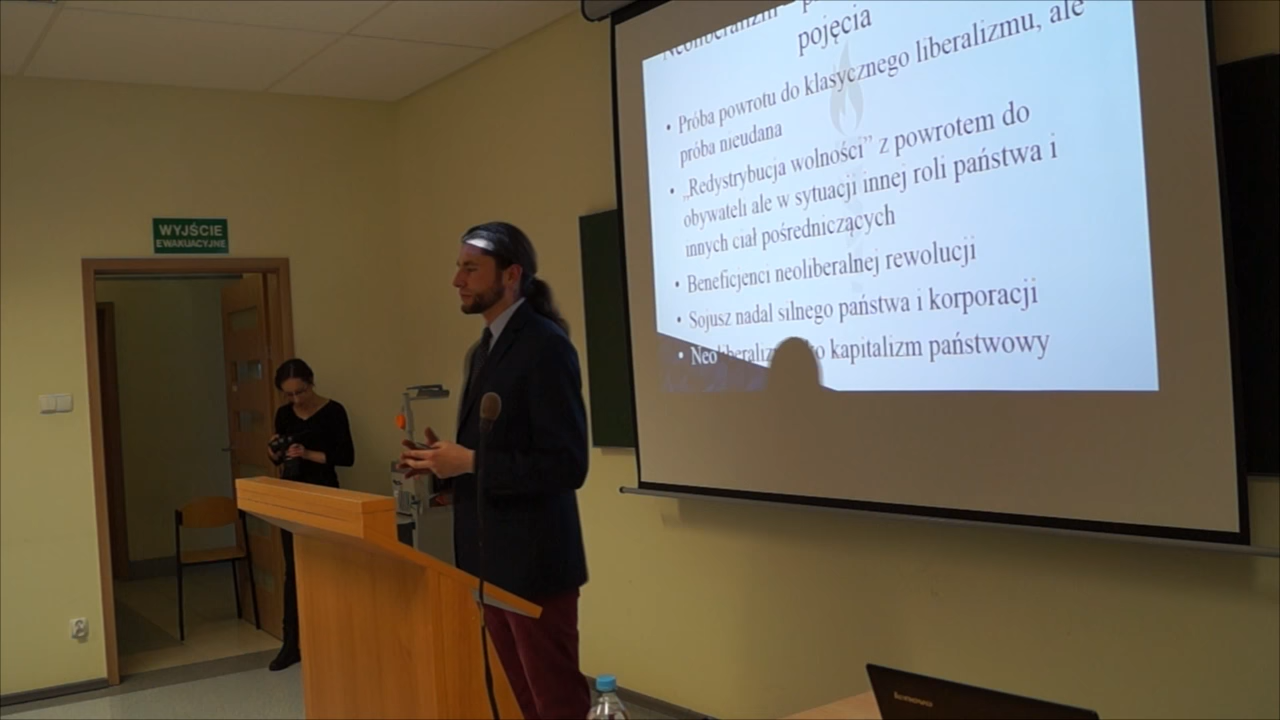 WYJŚCIE
EWAKUACYJNE
Neoliberalizm -
pojęcia
• Próba powrotu do klasycznego liberalizmu, ale
próba nieudana
• „Redystrybucja wolności” z powrotem do
obywateli ale w sytuacji innej roli państwa i
innych ciał pośredniczących
• Beneficjenci neoliberalnej rewolucji
• Sojusz nadal silnego państwa i korporacji
• kapitalizm państwowy